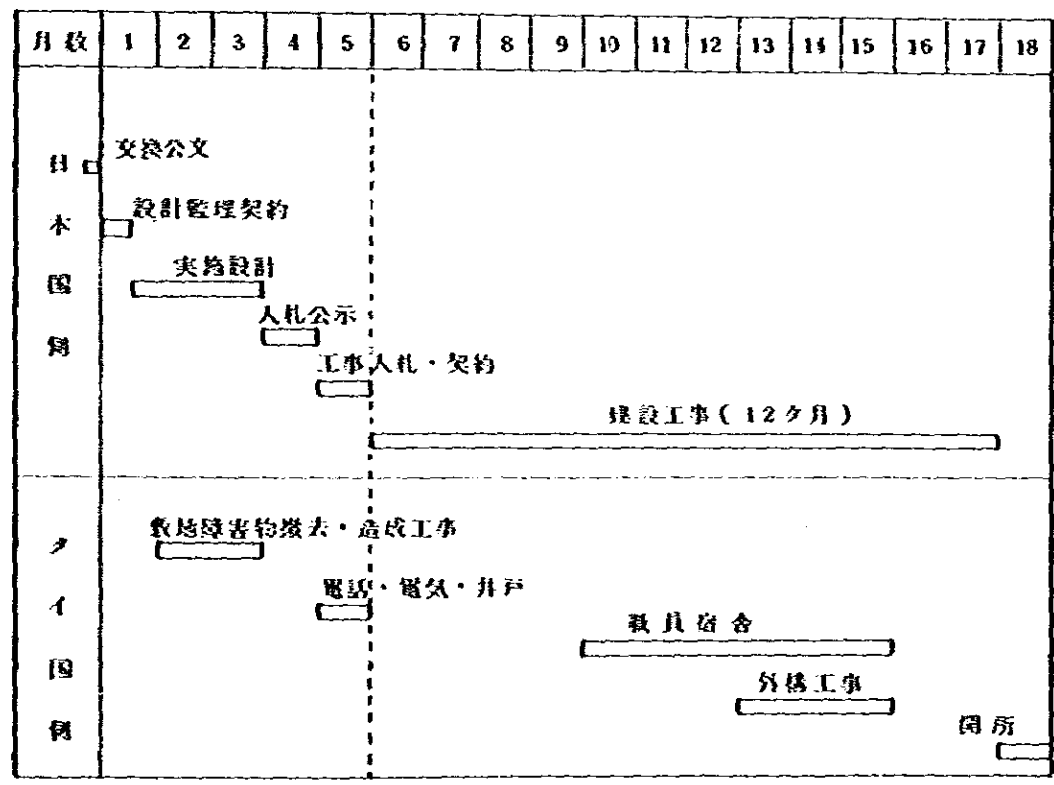 月数 1 2 3 4 5 6 7 8 9 10 11 12 13 14 15 16 17 18
日本国側
交換公文
設計監理契約
実施設計
入札公示
工事入札・契約
建設工事(12ケ月)
タイ国側
敷地障害物撤去・造成工事
電話・電気・井戸
職員宿舎
外構工事
開所